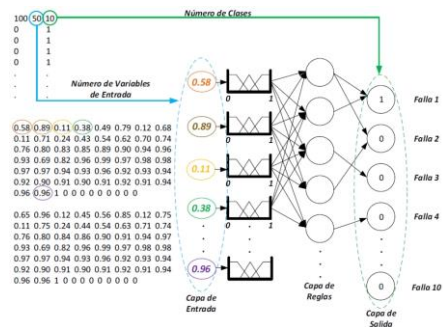 Número de Clases
100 50 10
0 1
0 1
0 1
0 1
. .
. .
. .
Número de Variables
de Entrada
0.58 0.89 0.11 0.38 0.49 0.79 0.12 0.68
0.11 0.71 0.24 0.43 0.54 0.62 0.70 0.74
0.76 0.80 0.83 0.85 0.89 0.90 0.94 0.96
0.93 0.69 0.82 0.96 0.99 0.97 0.98 0.98
0.97 0.97 0.94 0.93 0.96 0.92 0.93 0.94
0.92 0.90 0.91 0.90 0.91 0.92 0.91 0.94
0.96 0.96 1 0 0 0 0 0 0 0 0 0
0.65 0.96 0.12 0.45 0.56 0.85 0.12 0.75
0.11 0.75 0.24 0.44 0.54 0.63 0.71 0.74
0.76 0.80 0.84 0.86 0.90 0.91 0.94 0.97
0.93 0.69 0.82 0.96 0.99 0.97 0.98 0.98
0.97 0.97 0.94 0.93 0.96 0.92 0.93 0.94
0.92 0.90 0.91 0.90 0.91 0.92 0.91 0.94
0.96 0.96 1 0 0 0 0 0 0 0 0 0
0.58
0 1
0.89
0 1
0.11
0 1
0.38
0 1
0.96
Capa de
Entrada
Capa de
Reglas
1 Falla 1
0 Falla 2
0 Falla 3
0 Falla 4
0 Falla 10
Capa de
Salida